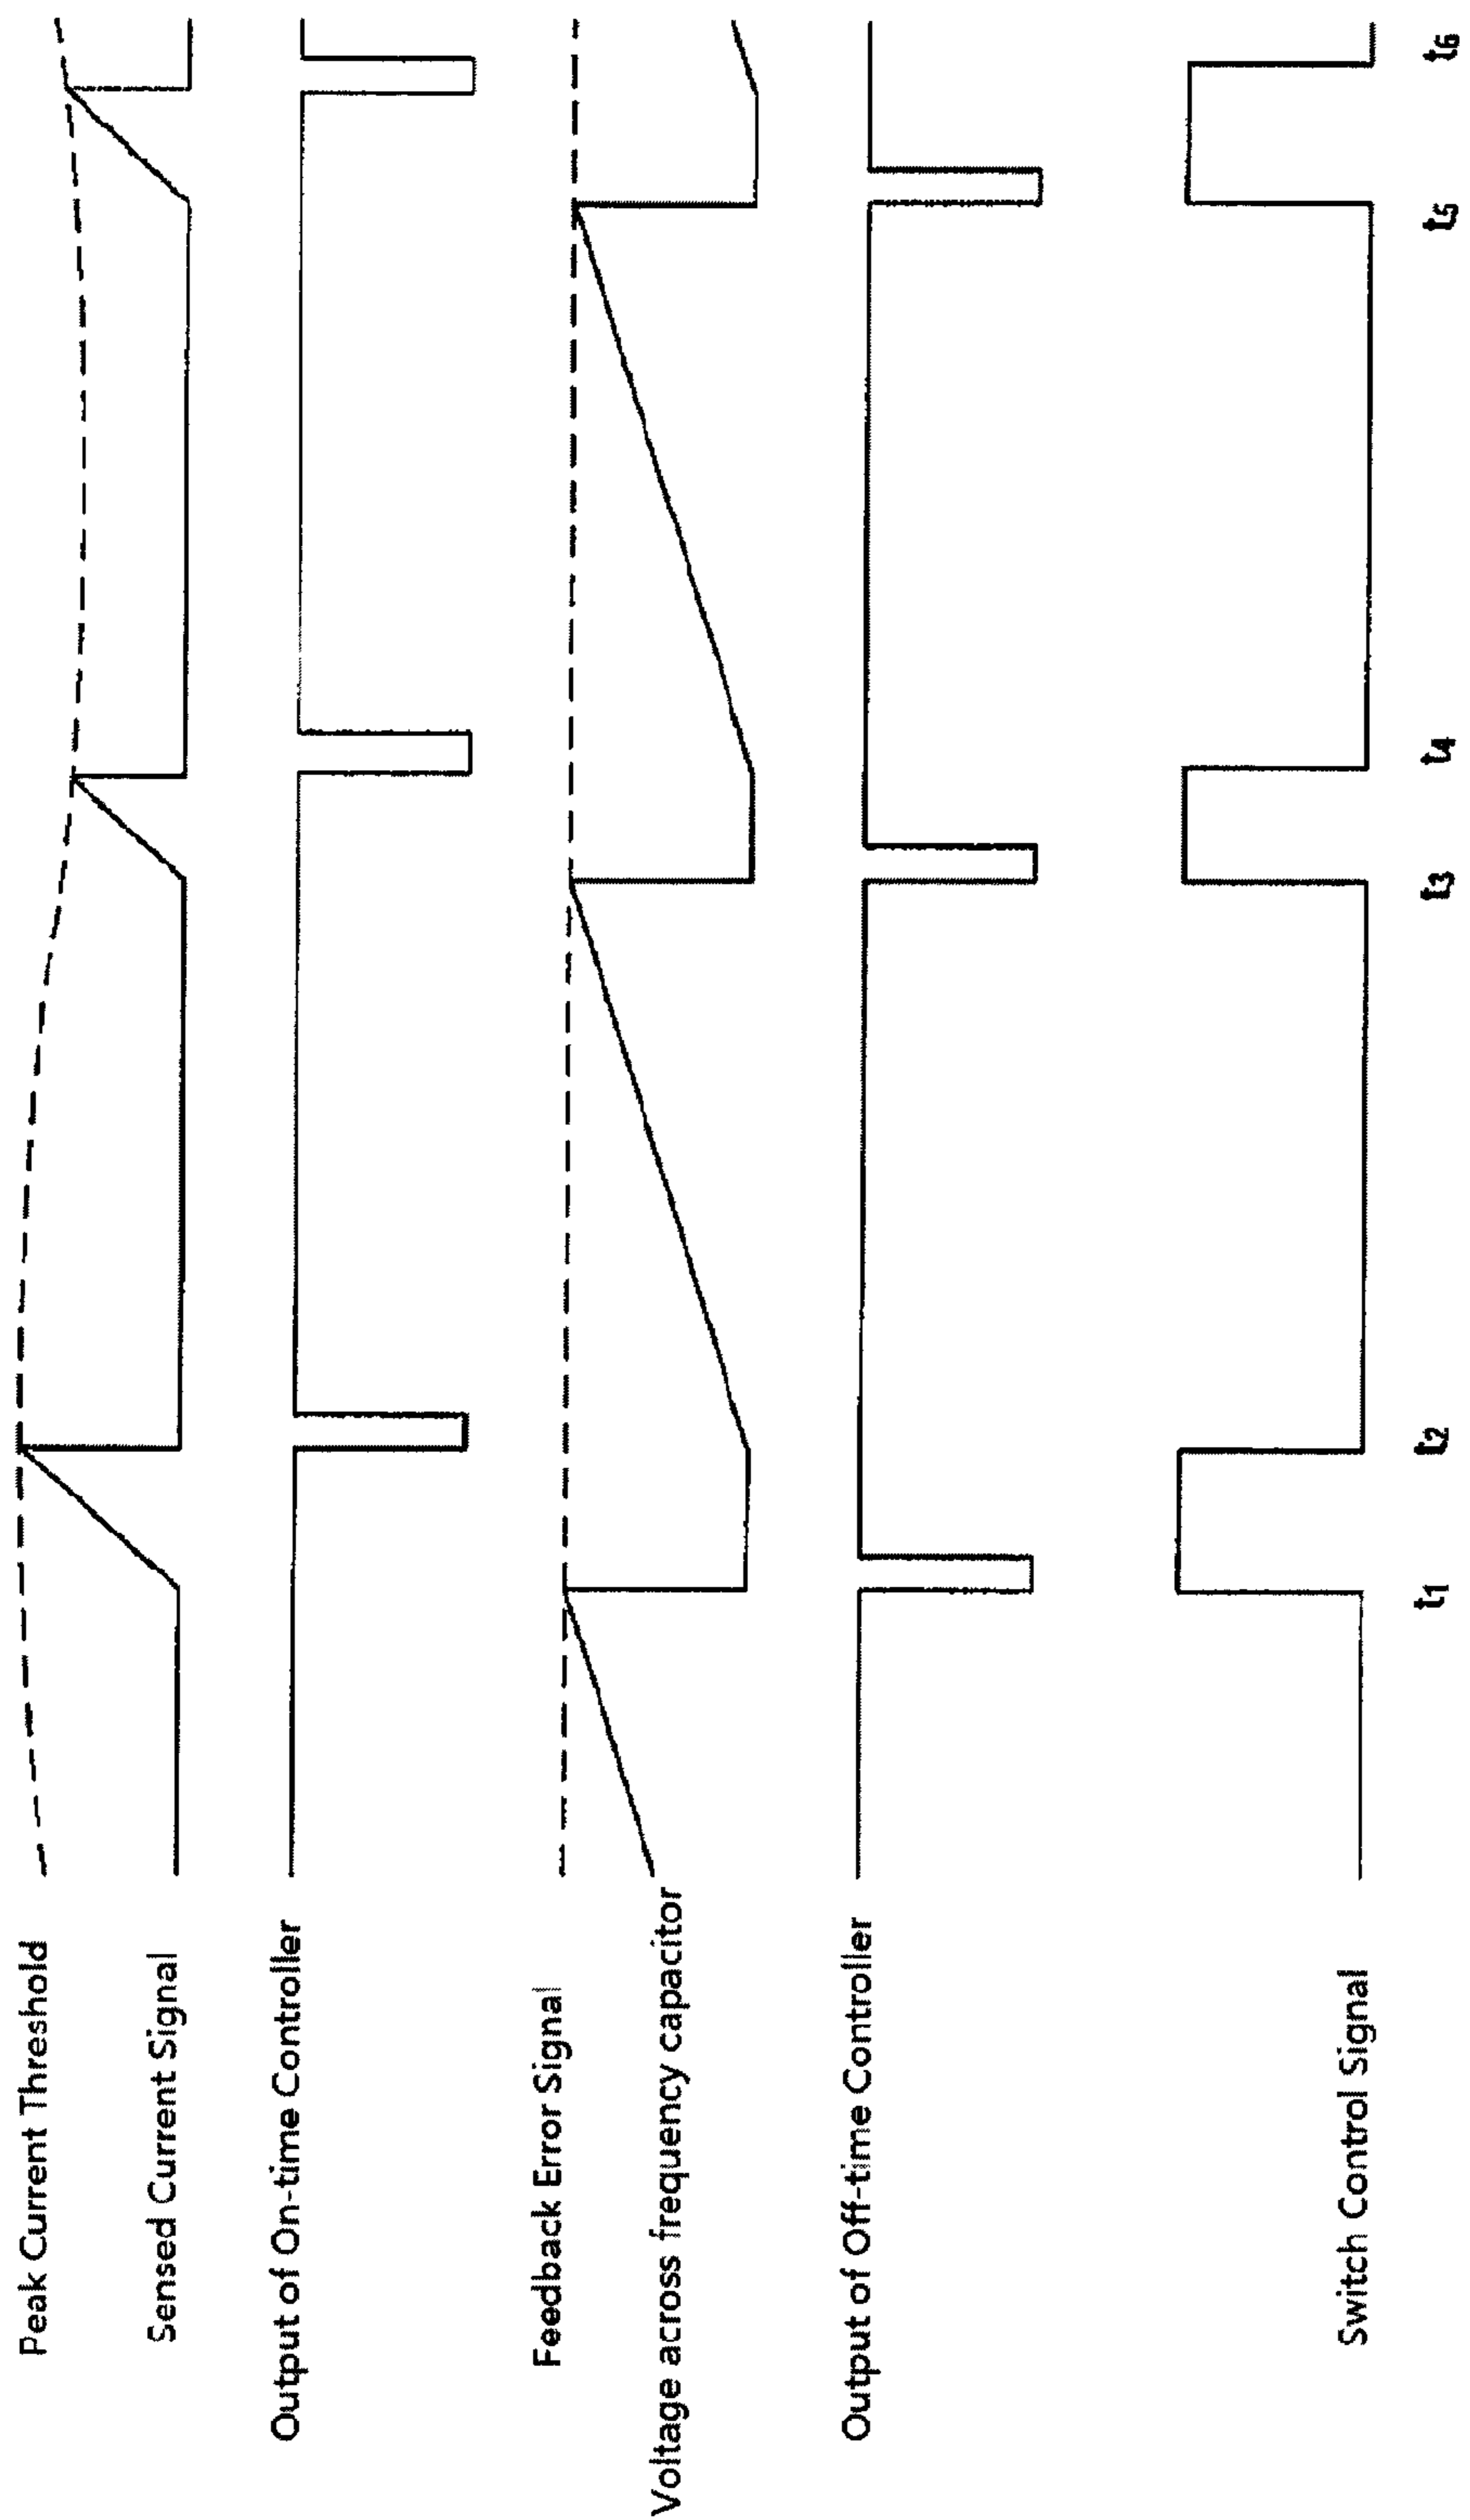 Peak Current Threshold
Sensed Current Signal
Output of On-time Controller
Feedback Error Signal
Voltage across frequency capacitor
Output of Off-time Controller
Switch Control Signal
t1 t2 t3 t4 t5 t6